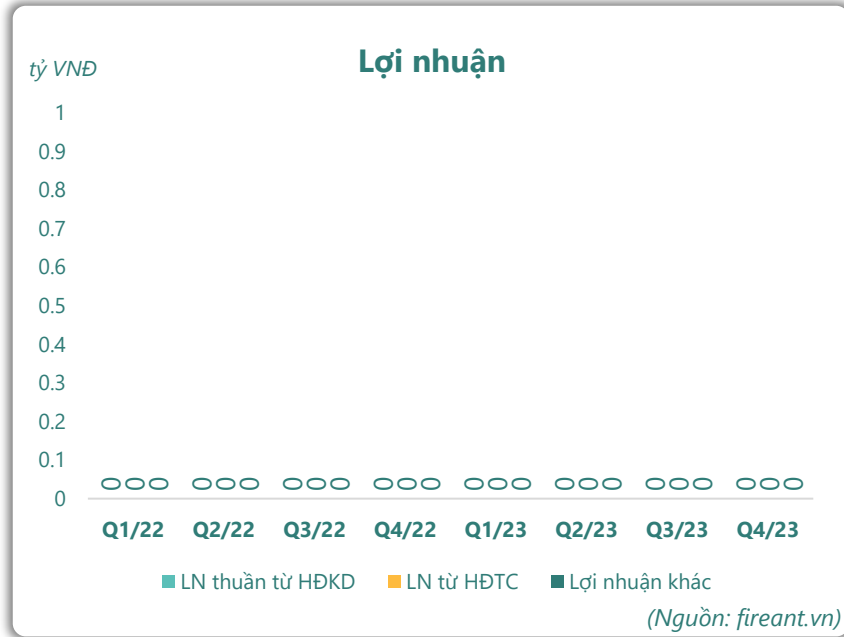 Lợi nhuận
tỷ VNĐ
1
0.9
0.8
0.7
0.6
0.5
0.4
0.3
0.2
0.1
0
0 0 0 0 0 0 0 0 0 0 0 0 0 0 0 0 0 0 0 0 0 0 0 0
Q1/22 Q2/22 Q3/22 Q4/22 Q1/23 Q2/23 Q3/23 Q4/23
LN thuần từ HĐKD LN từ HĐTC Lợi nhuận khác
(Nguồn: fireant.vn)